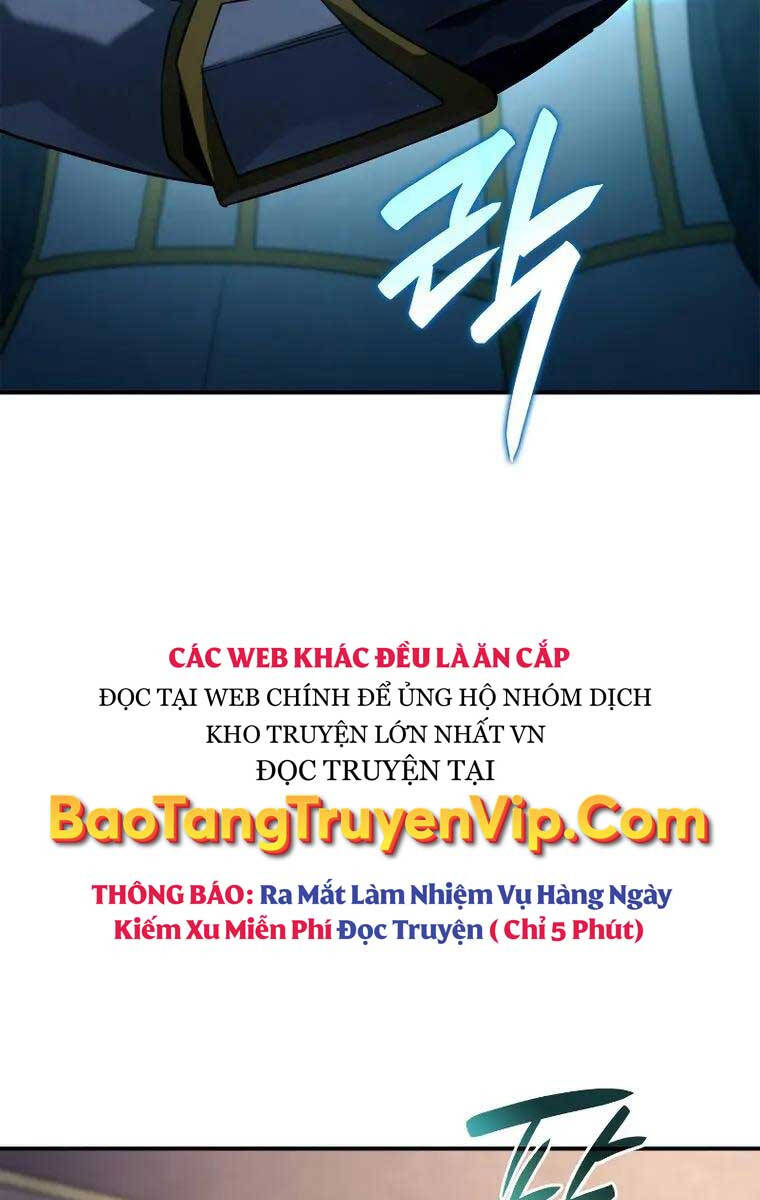 콰
CÁC WEB KHÁC ĐỀU LÀ ĂN CẮP
ĐỌC TẠI WEB CHÍNH ĐỂ ỦNG HỘ NHÓM DỊCH
KHO TRUYỆN LỚN NHẤT VN
ĐỌC TRUYỆN TẠI
BaoTangTruyenVip.Com
THÔNG BÁO: Ra Mắt Làm Nhiệm Vụ Hàng Ngày
Kiếm Xu Miễn Phí Đọc Truyện ( Chỉ 5 Phút)